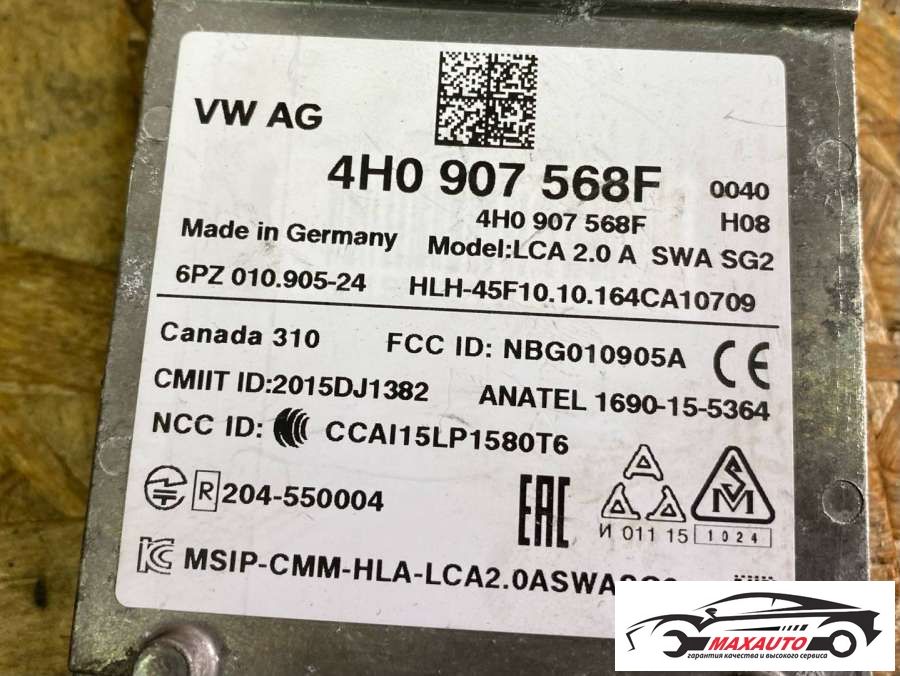 VW AG
4H0 907 568F 0040
4H0 907 568F H08
Made in Germany Model:LCA 2.0 A SWA SG2
6PZ 010.905-24 HLH-45F10.10.164CA10709
Canada 310 FCC ID: NBG010905A CE
CMIIT ID:2015DJ1382 ANATEL 1690-15-5364
NCC ID: CCAI15LP1580T6
R 204-550004 EAC
И 011 15 1024
MSIP-CMM-HLA-LCA2.0ASWA
MAXAUTO
гарантия качества и высокого сервиса